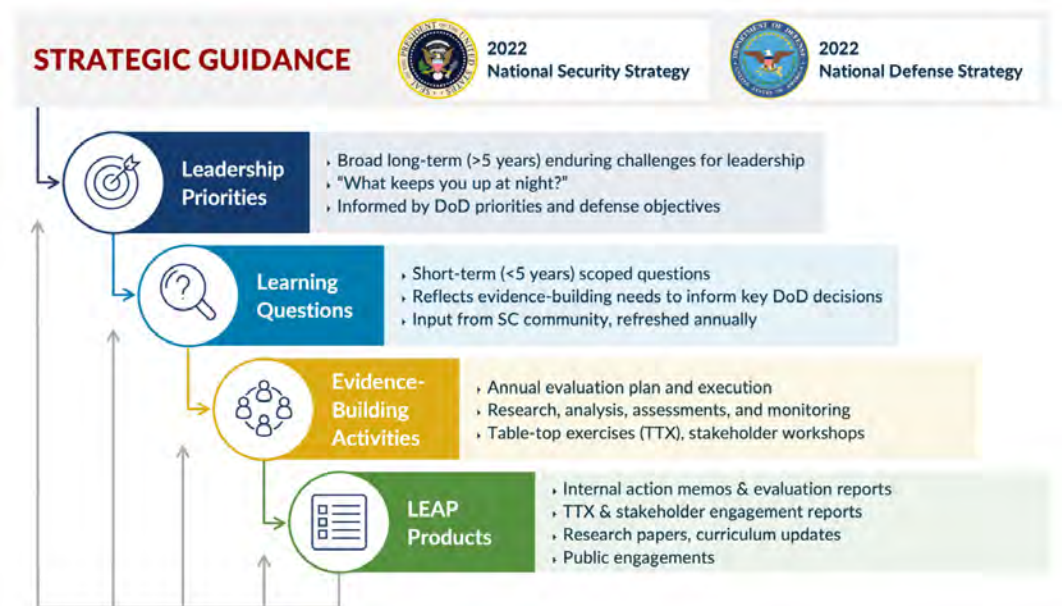 STRATEGIC GUIDANCE
2022
National Security Strategy
2022
National Defense Strategy
Leadership
Priorities
Broad long-term (>5 years) enduring challenges for leadership
"What keeps you up at night?"
Informed by DoD priorities and defense objectives
Learning
Questions
?
Short-term (<5 years) scoped questions
Reflects evidence-building needs to inform key DoD decisions
Input from SC community, refreshed annually
Evidence-
Building
Activities
Annual evaluation plan and execution
Research, analysis, assessments, and monitoring
Table-top exercises (TTX), stakeholder workshops
LEAP
Products
Internal action memos & evaluation reports
TTX & stakeholder engagement reports
Research papers, curriculum updates
Public engagements